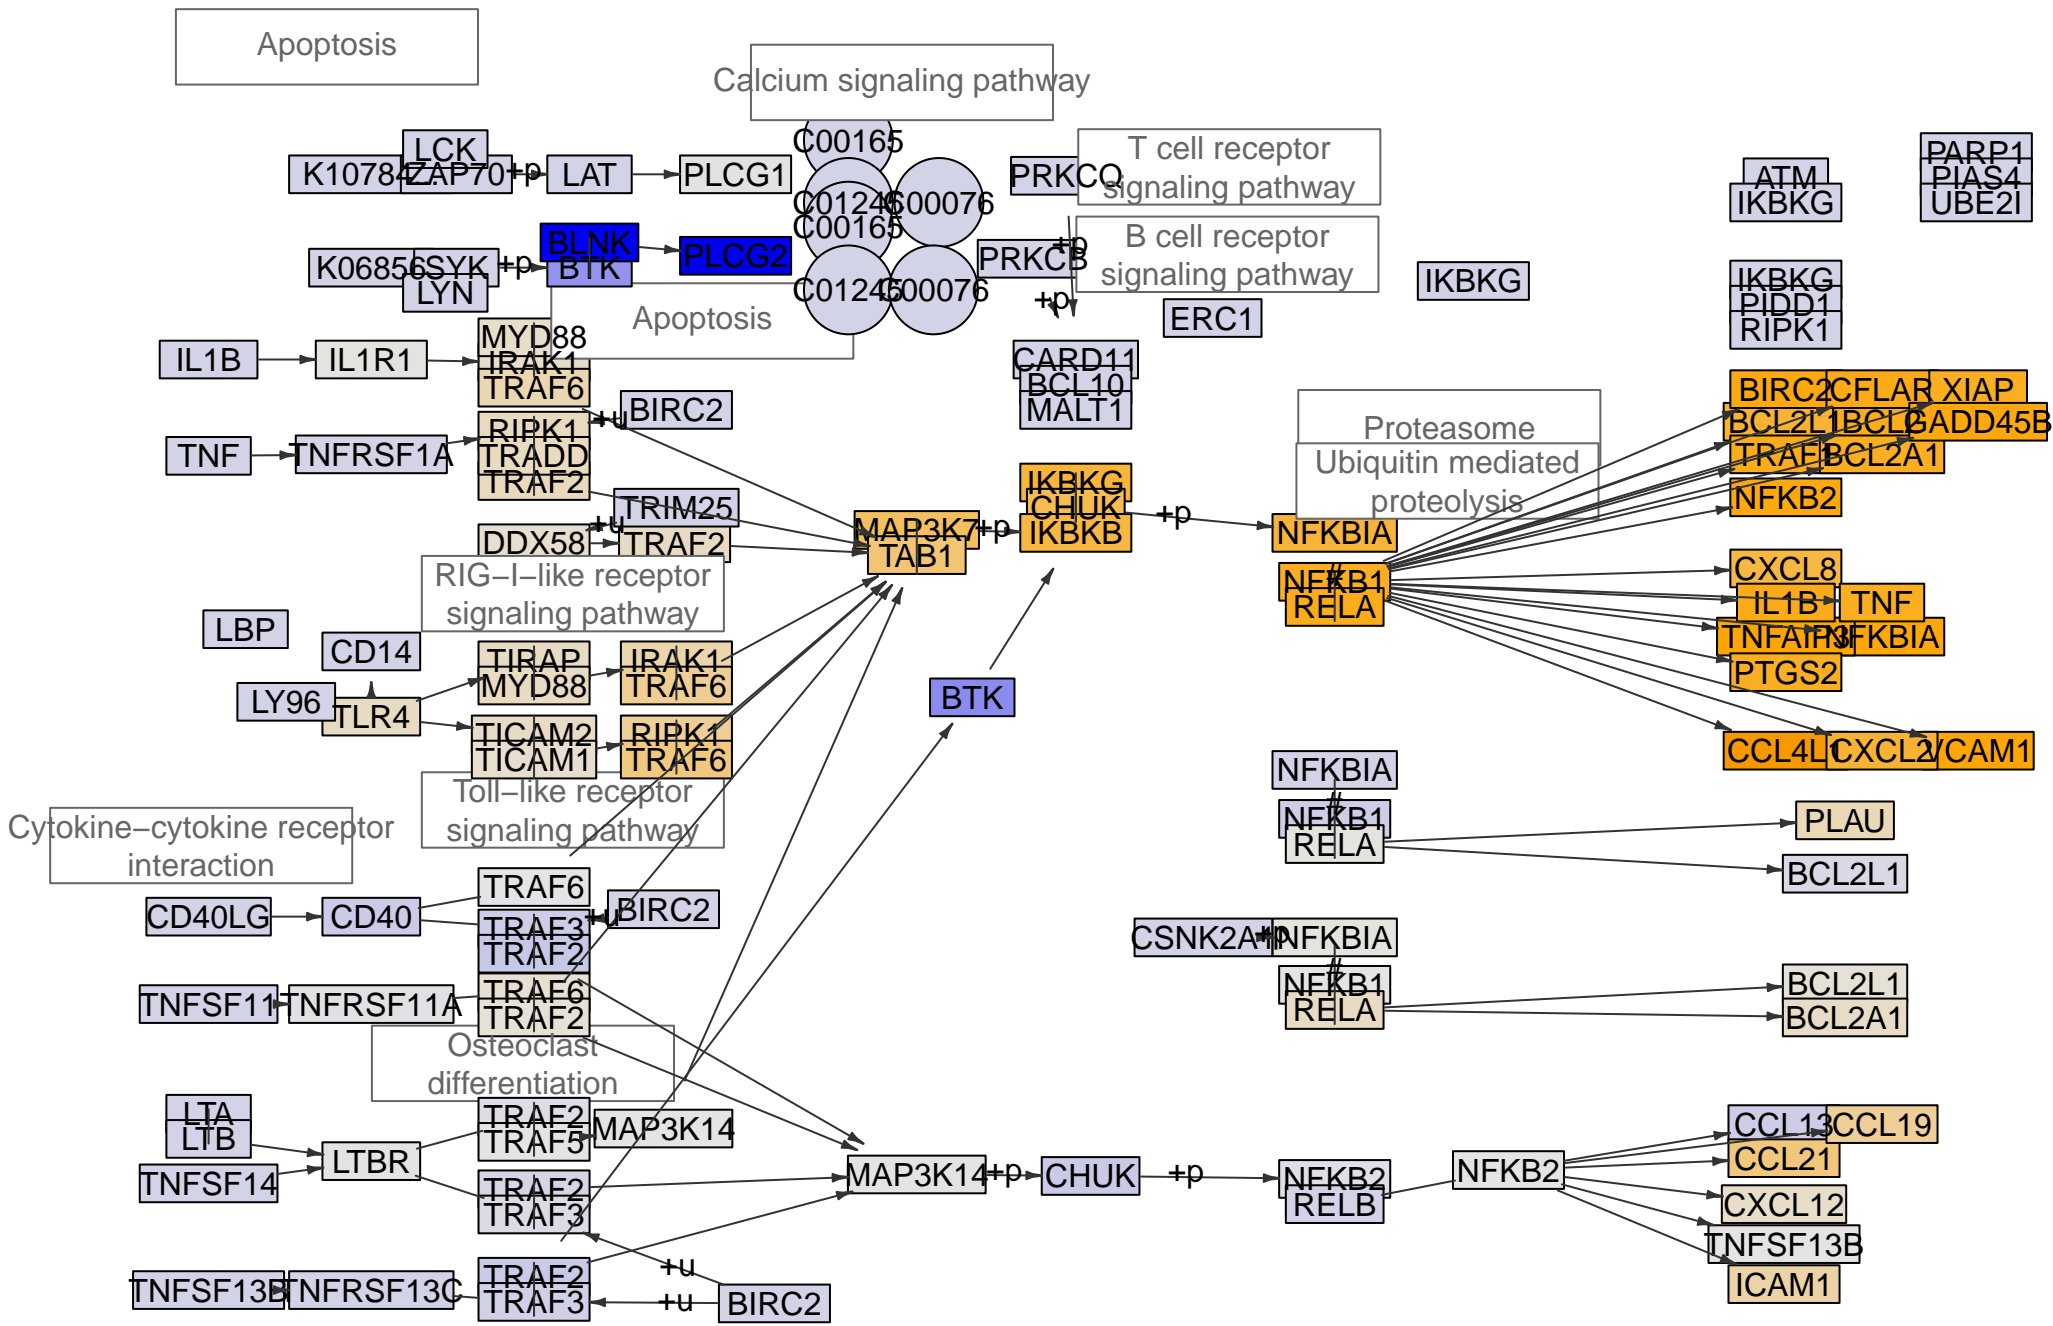 Apoptosis
Calcium signaling pathway
LCK
K10784
ZAP70
+p
LAT
PLCG1
C00165
C01245
C00076
C00165
PRKCQ
T cell receptor
signaling pathway
ATM
IKBKG
PARP1
PIAS4
UBE2I
BLNK
BTK
PLCG2
K06856
SYK
+p
LYN
C01245
C00076
PRKCB
+p
B cell receptor
signaling pathway
+p
ERC1
IKBKG
IKBKG
PIDD1
RIPK1
Apoptosis
IL1B
IL1R1
MYD88
IRAK1
TRAF6
CARD11
BCL10
MALT1
BIRC2
+u
TNF
TNFRSF1A
RIPK1
TRADD
TRAF2
Proteasome
Ubiquitin mediated
proteolysis
BIRC2
CFLAR
XIAP
BCL2L1
BCL2
GADD45B
TRAF1
BCL2A1
NFKB2
TRIM25
+u
DDX58
TRAF2
RIG−I−like receptor
signaling pathway
MAP3K7
TAB1
+p
IKBKG
CHUK
IKBKB
+p
NFKBIA
NFKB1
RELA
CXCL8
IL1B
TNF
TNFAIP3
NFKBIA
PTGS2
CCL4L1
CXCL2
VCAM1
LBP
CD14
LY96
TLR4
TIRAP
MYD88
IRAK1
TRAF6
TICAM2
TICAM1
RIPK1
TRAF6
BTK
Toll−like receptor
signaling pathway
Cytokine−cytokine receptor
interaction
NFKBIA
NFKB1
RELA
PLAU
BCL2L1
TRAF6
CD40LG
CD40
TRAF3
TRAF2
+u
BIRC2
CSNK2A1
+p
NFKBIA
NFKB1
RELA
BCL2L1
BCL2A1
TNFSF11
TNFRSF11A
TRAF6
TRAF2
Osteoclast
differentiation
LTA
LTB
TNFSF14
LTBR
TRAF2
TRAF5
MAP3K14
TRAF2
TRAF3
MAP3K14
+p
CHUK
+p
NFKB2
RELB
NFKB2
CCL13
CCL19
CCL21
CXCL12
TNFSF13B
ICAM1
TNFSF13B
TNFRSF13C
TRAF2
TRAF3
+u
+u
BIRC2